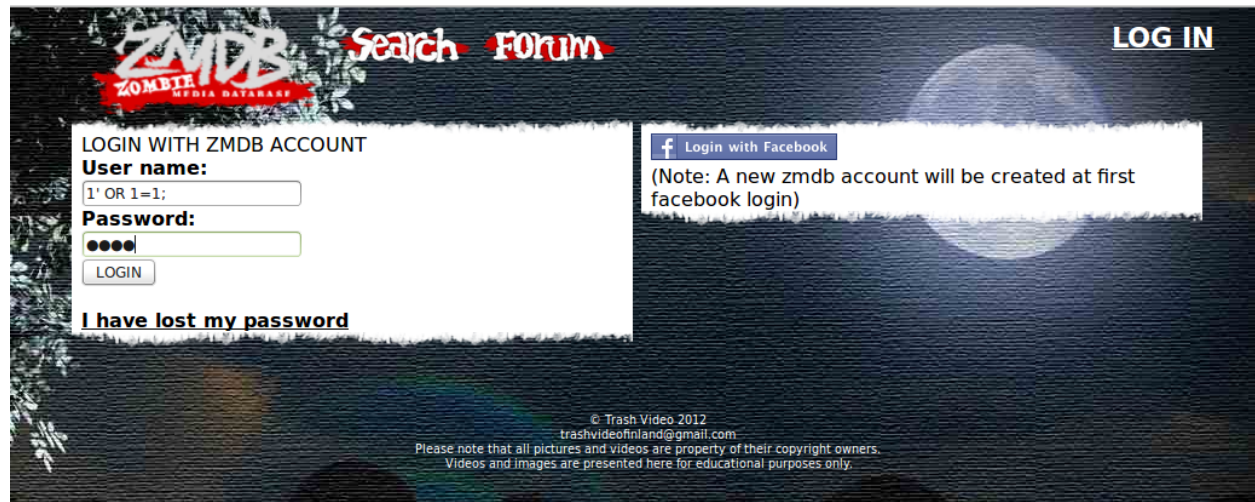 ZMDB
ZOMBIE
MEDIA DATABASE
Search Forum
LOG IN
LOGIN WITH ZMDB ACCOUNT
User name:
1' OR 1=1;
Password:
●●●●
LOGIN
I have lost my password
f Login with Facebook
(Note: A new zmdb account will be created at first
facebook login)
© Trash Video 2012
trashvideofinland@gmail.com
Please note that all pictures and videos are property of their copyright owners.
Videos and images are presented here for educational purposes only.